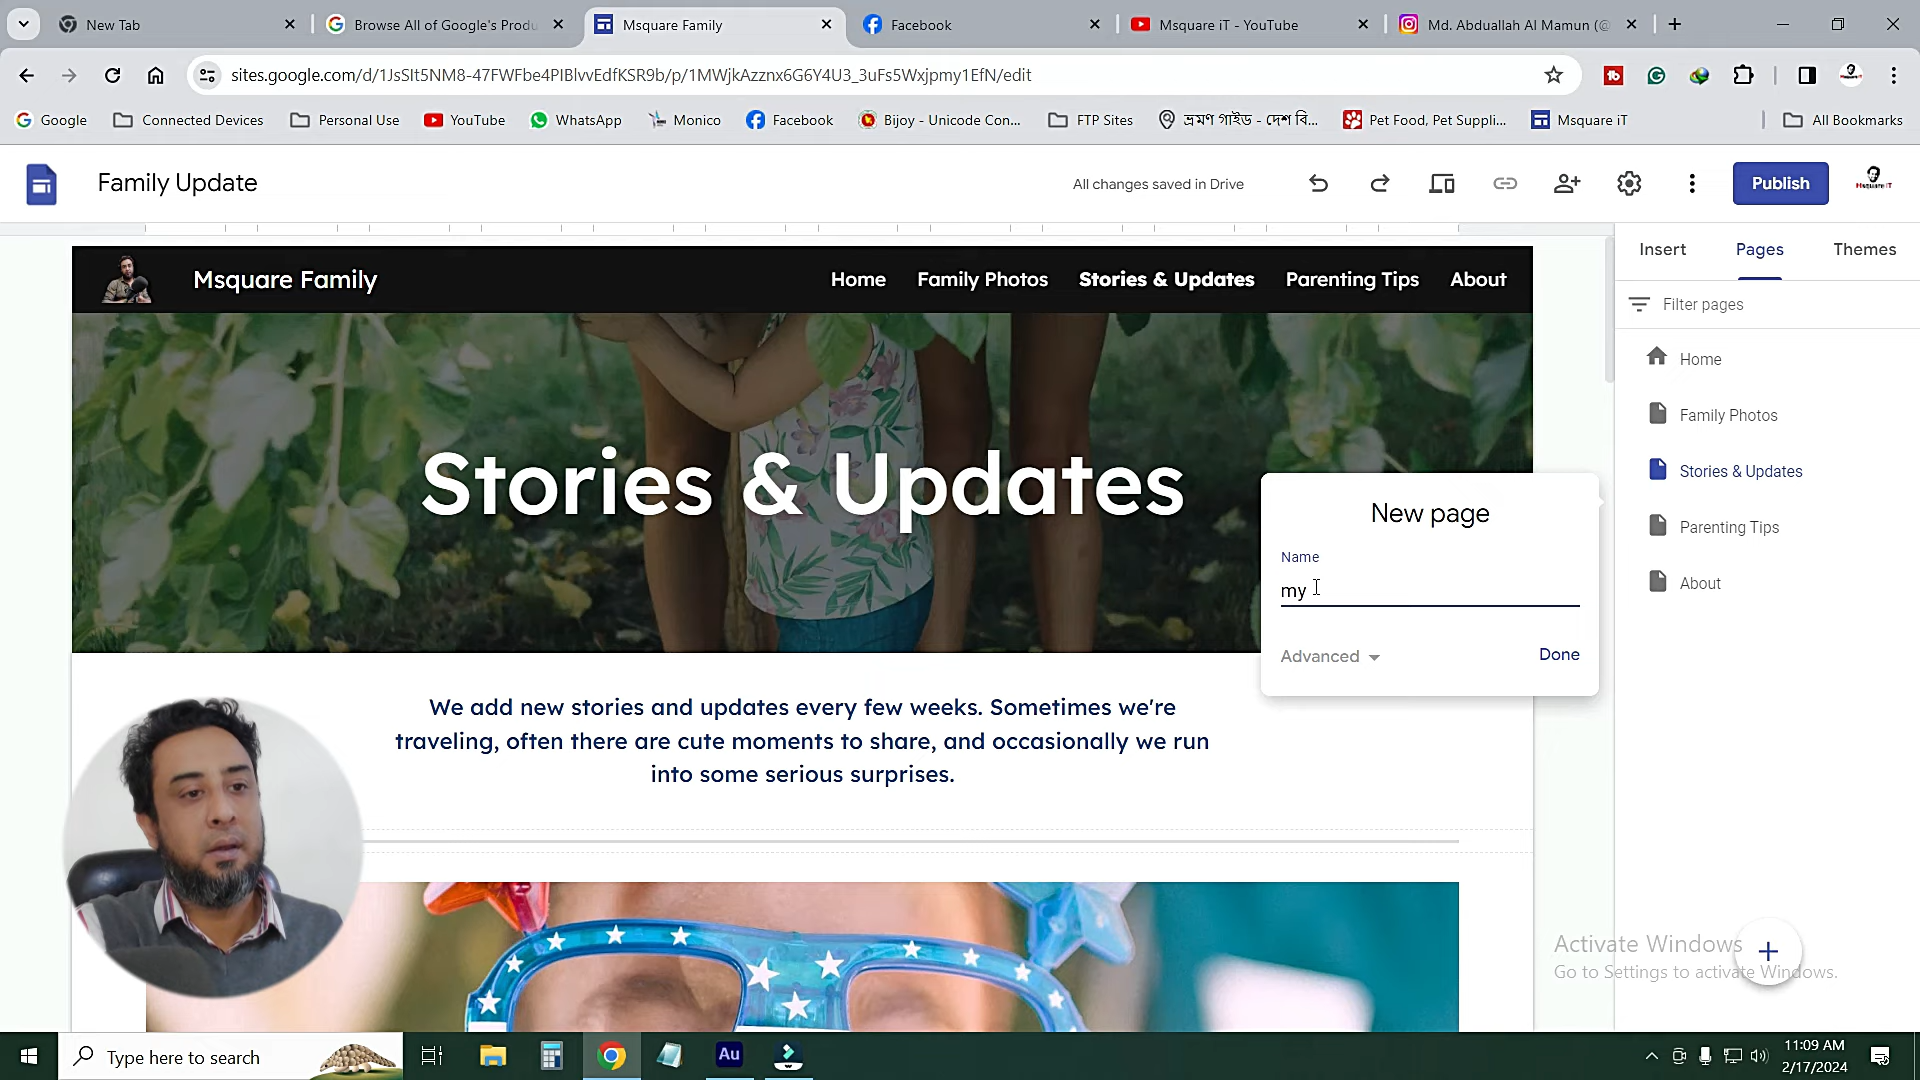 New Tab
Browse All of Google's Produ
Msquare Family
Facebook
Msquare iT - YouTube
Md. Abduallah Al Mamun (@
sites.google.com/d/1JsSIt5NM8-47FWFbe4PIBlvvEdfKSR9b/p/1MWjkAzznx6G6Y4U3_3uFs5Wxjpmy1EfN/edit
Google
Connected Devices
Personal Use
YouTube
WhatsApp
Monico
Facebook
Bijoy - Unicode Con...
FTP Sites
ভ্রমণ গাইড - দেশ বি...
Pet Food, Pet Suppli...
Msquare iT
All Bookmarks
Family Update
All changes saved in Drive
Publish
Msquare iT
Insert
Pages
Themes
Msquare Family
Home
Family Photos
Stories & Updates
Parenting Tips
About
Filter pages
Home
Family Photos
Stories & Updates
Parenting Tips
About
Stories & Updates
New page
Name
my
Advanced
Done
We add new stories and updates every few weeks. Sometimes we're
traveling, often there are cute moments to share, and occasionally we run
into some serious surprises.
Activate Windows
Go to Settings to activate Windows.
Type here to search
Au
11:09 AM
2/17/2024